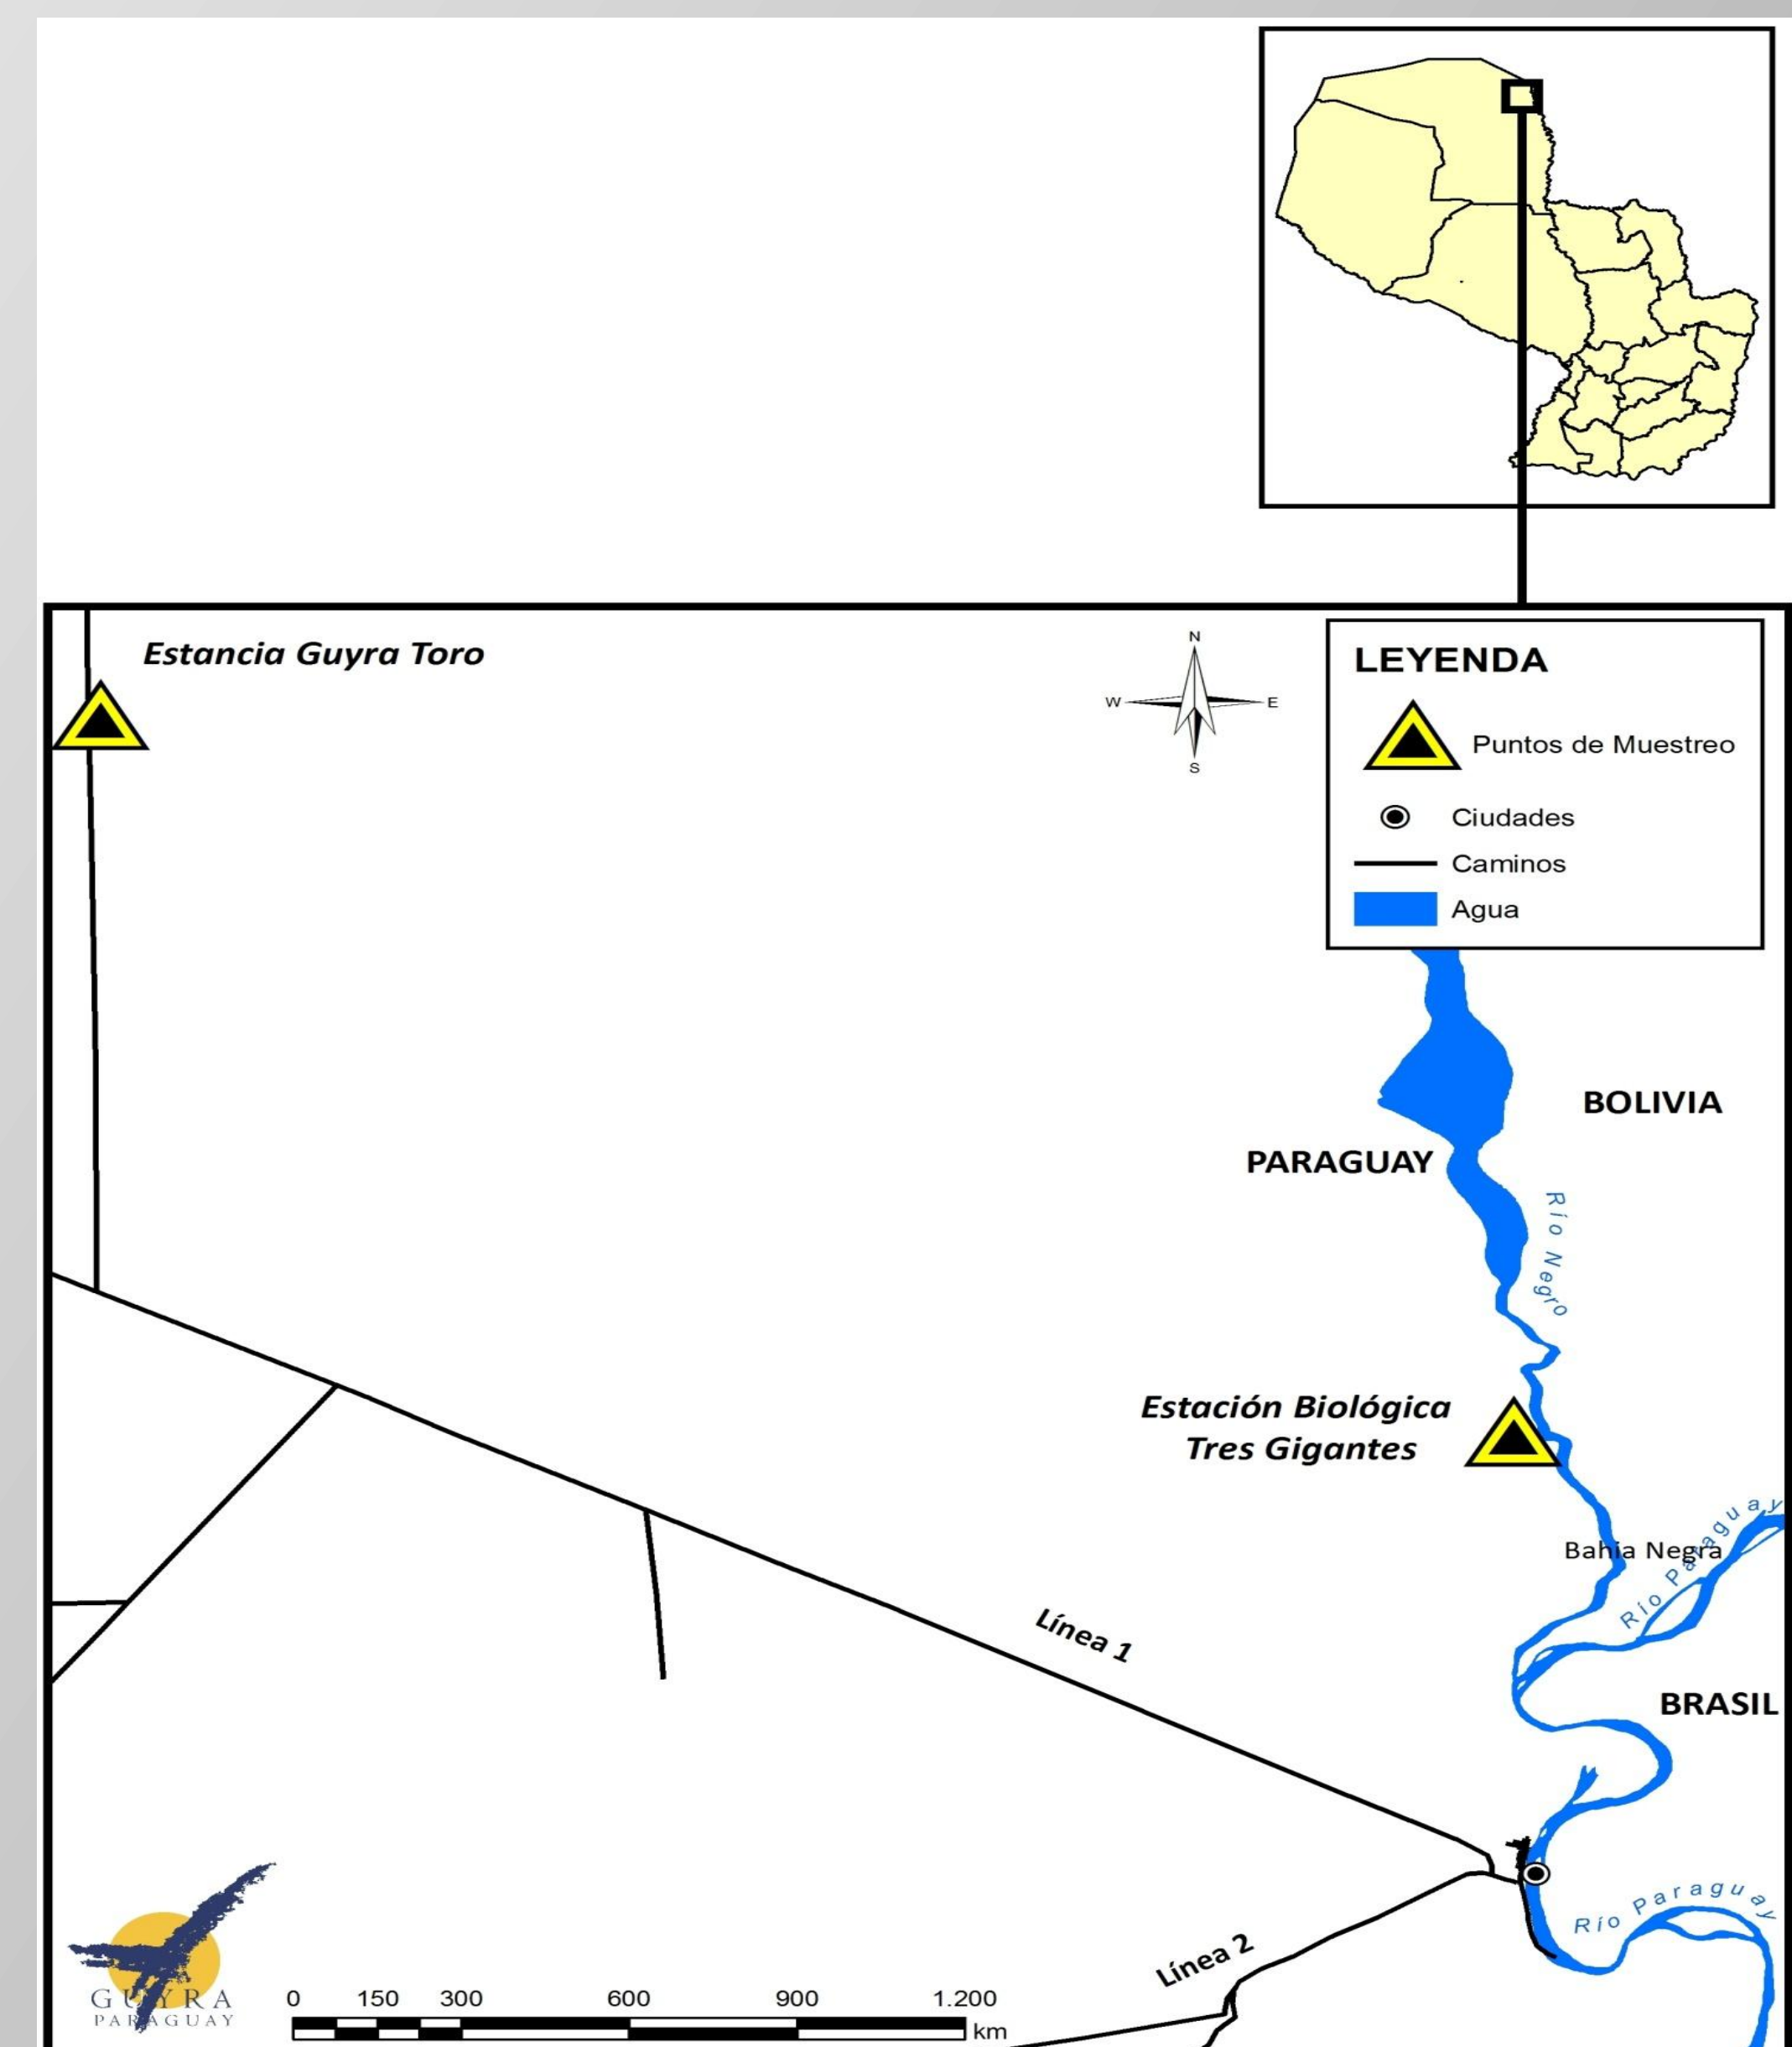 Estancia Guyra Toro
N
W
E
S
LEYENDA
Puntos de Muestreo
Ciudades
Caminos
Agua
BOLIVIA
PARAGUAY
Río Negro
Estación Biológica
Tres Gigantes
Río Paraguay
Bahia Negra
Línea 1
BRASIL
Río Paraguay
Línea 2
GUYRA
PARAGUAY
0 150 300 600 900 1.200
km